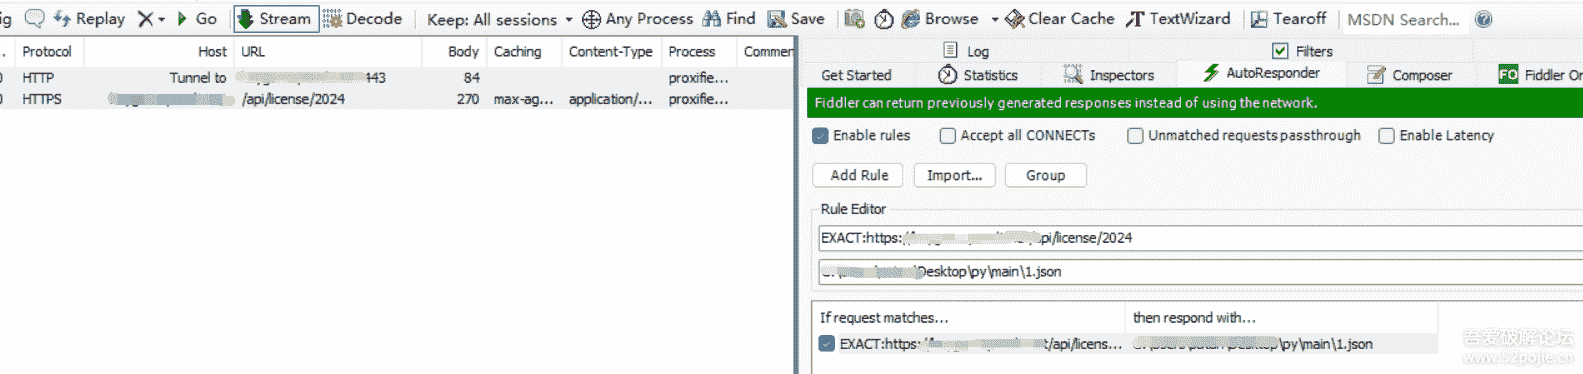 Replay X Go Stream Decode Keep: All sessions Any Process Find Save Browse Clear Cache TextWizard Tearoff MSDN Search...
Protocol Host URL Body Caching Content-Type Process Commen
HTTP Tunnel to 443 84 proxifie...
HTTPS /api/license/2024 270 max-ag... application/... proxifie...
Log Filters
Get Started Statistics Inspectors AutoResponder Composer FO Fiddler Or
Fiddler can return previously generated responses instead of using the network.
Enable rules Accept all CONNECTs Unmatched requests passthrough Enable Latency
Add Rule Import... Group
Rule Editor
EXACT:https:/ api/license/2024
Desktop\py\main\1.json
If request matches... then respond with...
EXACT:https:/ t/api/licens... \py\main\1.json
吾爱破解论坛
www.52pojie.cn